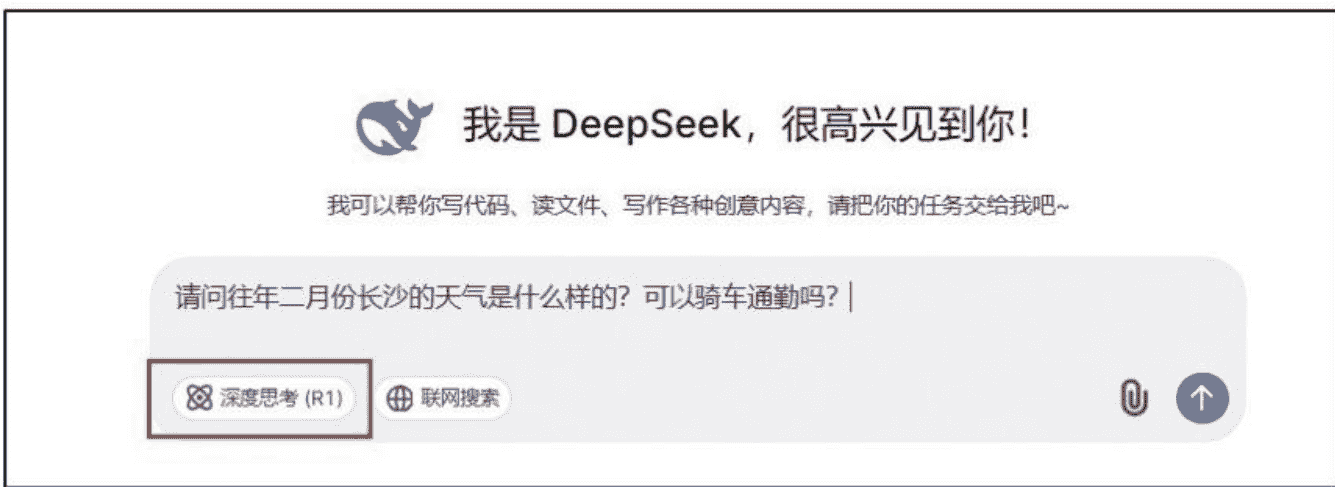 我是 DeepSeek，很高兴见到你！
我可以帮你写代码、读文件、写作各种创意内容，请把你的任务交给我吧~
请问往年二月份长沙的天气是什么样的？可以骑车通勤吗？
深度思考 (R1) 联网搜索